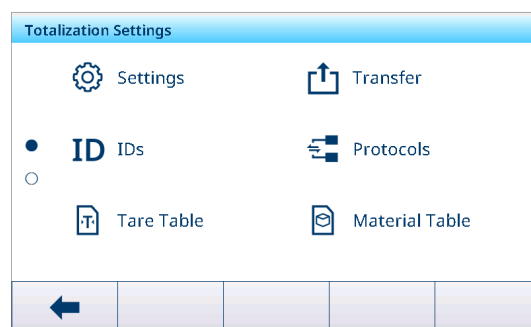 Totalization Settings
Settings
Transfer
ID IDs
Protocols
Tare Table
Material Table